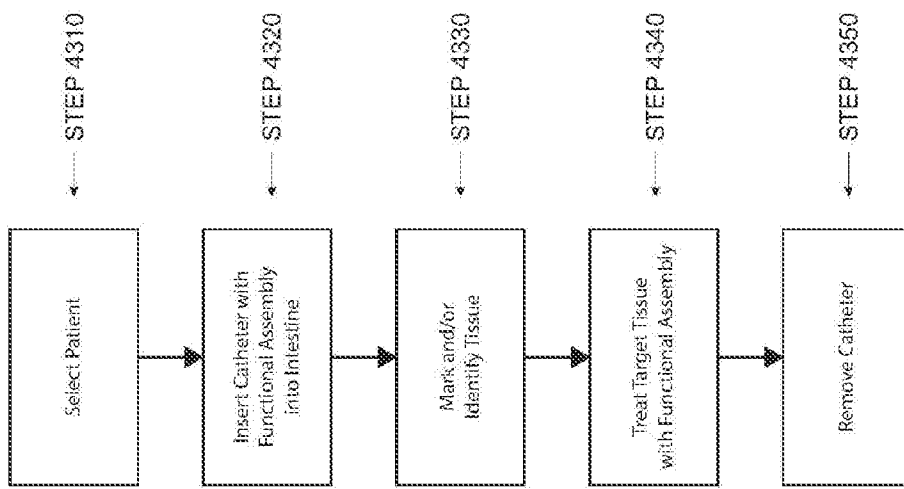 Select Patient
STEP 4310
Insert Catheter with
Functional Assembly
into Intestine
STEP 4320
Mark and/or
Identify Tissue
STEP 4330
Treat Target Tissue
with Functional Assembly
STEP 4340
Remove Catheter
STEP 4350